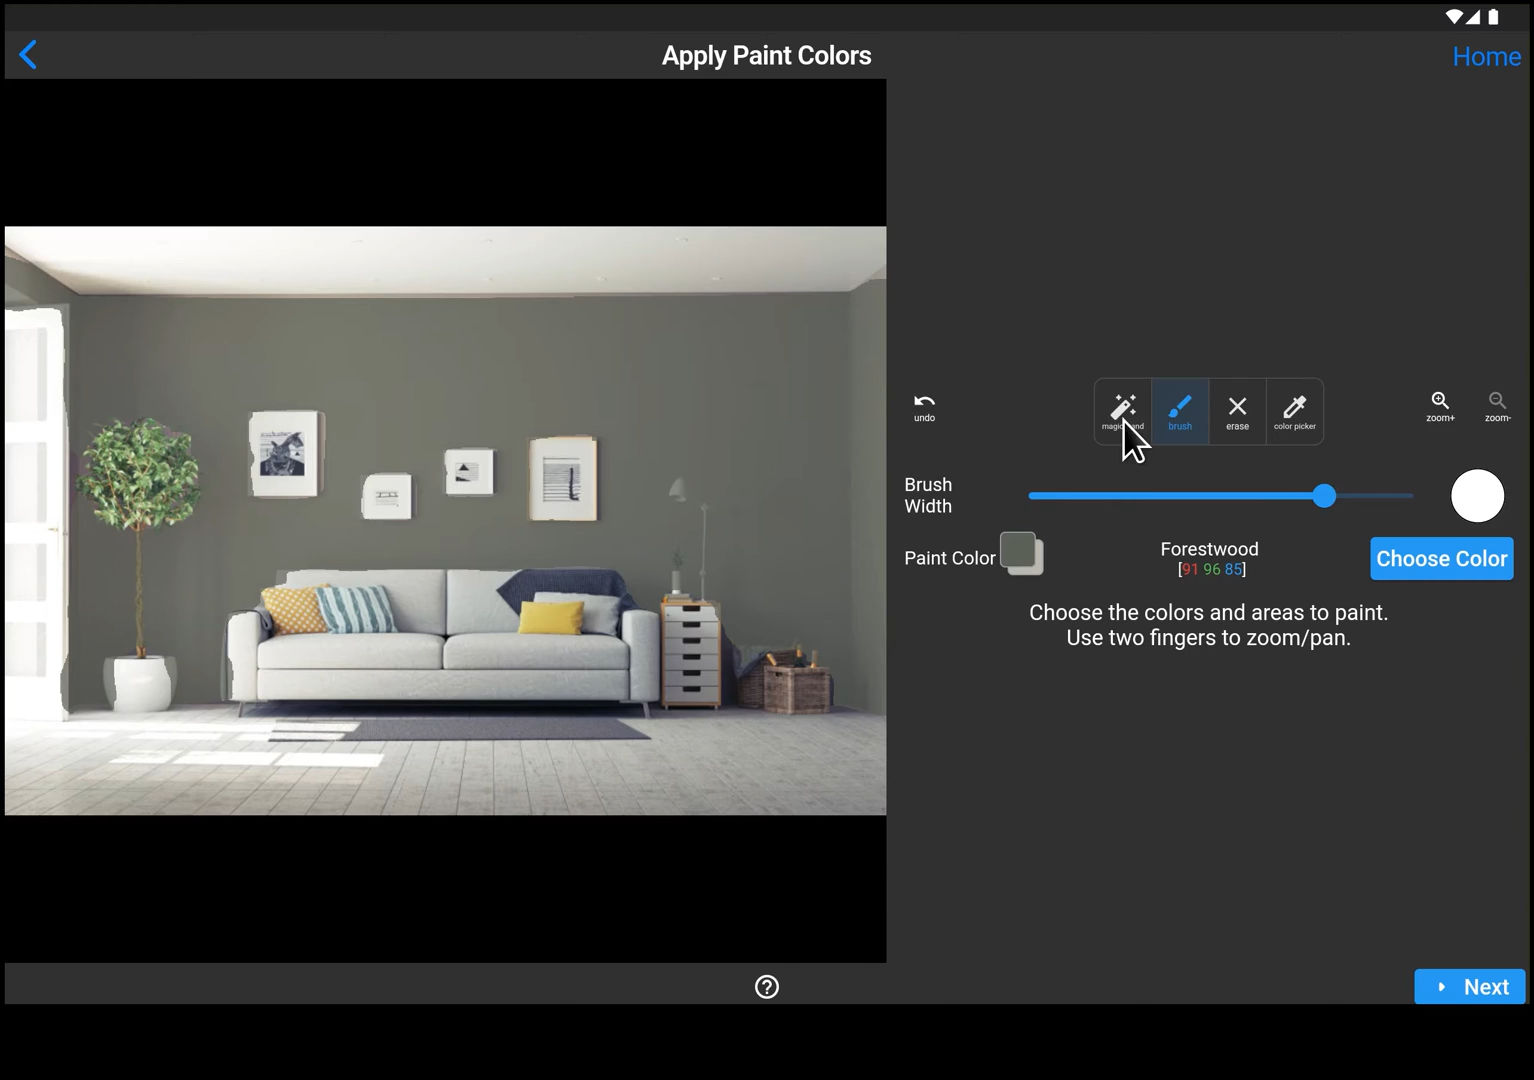 Apply Paint Colors
Home
undo
brush
erase
color picker
zoom+
zoom-
Brush
Width
Paint Color
Forestwood
[91 96 85]
Choose Color
Choose the colors and areas to paint.
Use two fingers to zoom/pan.
Next